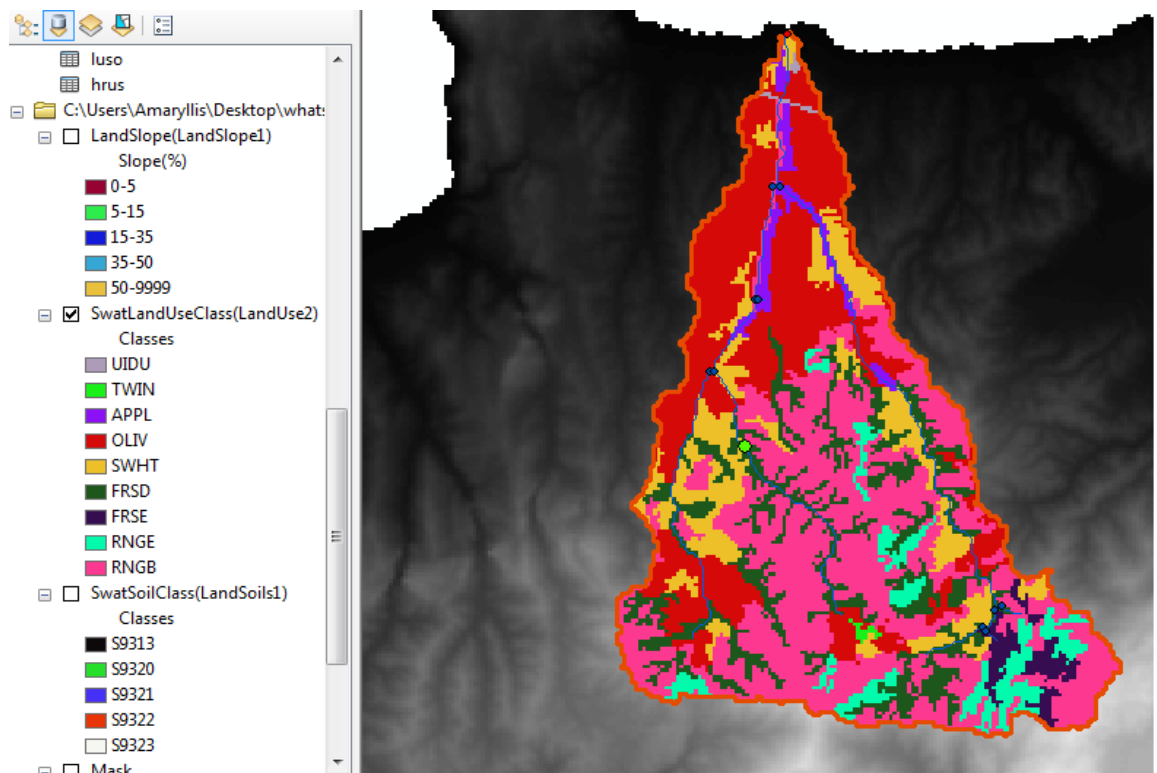 luso
hrus
C:\Users\Amaryllis\Desktop\what:
LandSlope(LandSlope1)
Slope(%)
0-5
5-15
15-35
35-50
50-9999
SwatLandUseClass(LandUse2)
Classes
UIDU
TWIN
APPL
OLIV
SWHT
FRSD
FRSE
RNGE
RNGB
SwatSoilClass(LandSoils1)
Classes
S9313
S9320
S9321
S9322
S9323
Mask